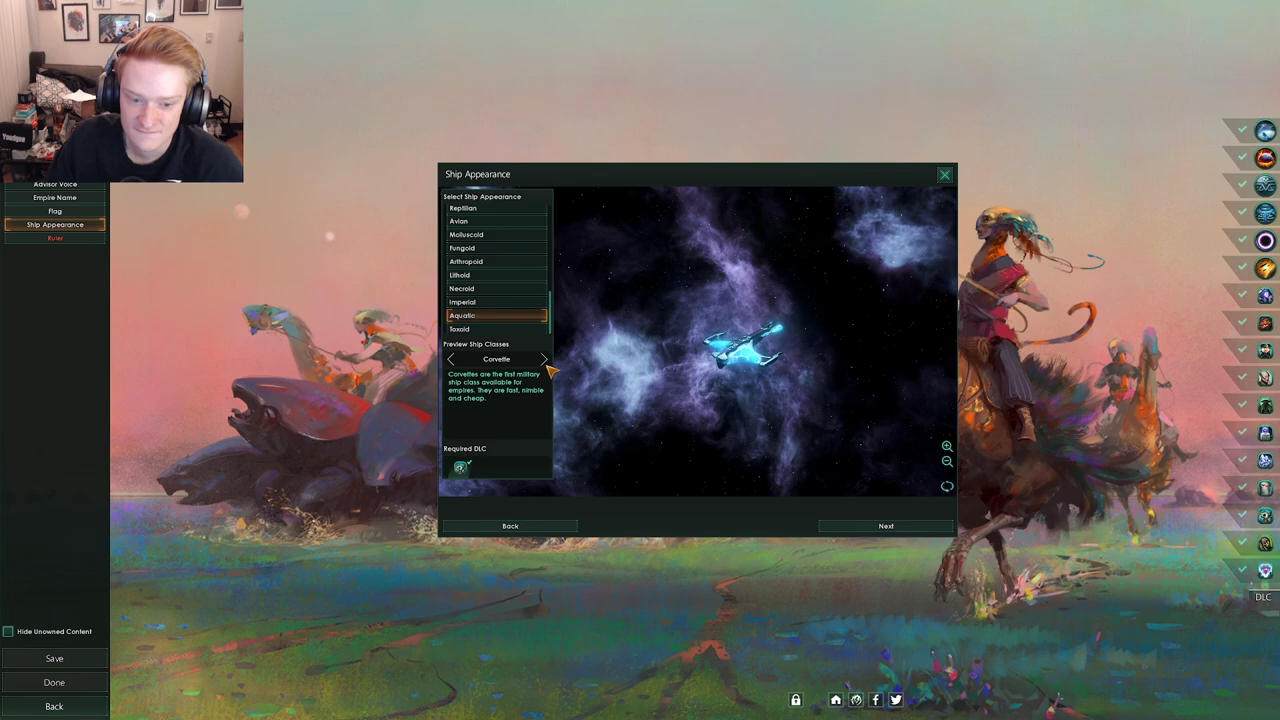 Advisor Voice
Empire Name
Flag
Ship Appearance
Ruler
Ship Appearance
Select Ship Appearance
Reptilian
Avian
Molluscoid
Fungoid
Arthropoid
Lithoid
Necroid
Imperial
Aquatic
Toxoid
Preview Ship Classes
Corvette
Corvettes are the first military
ship class available for
empires. They are fast, nimble
and cheap.
Required DLC
Back
Next
DLC
Hide Unowned Content
Save
Done
Back